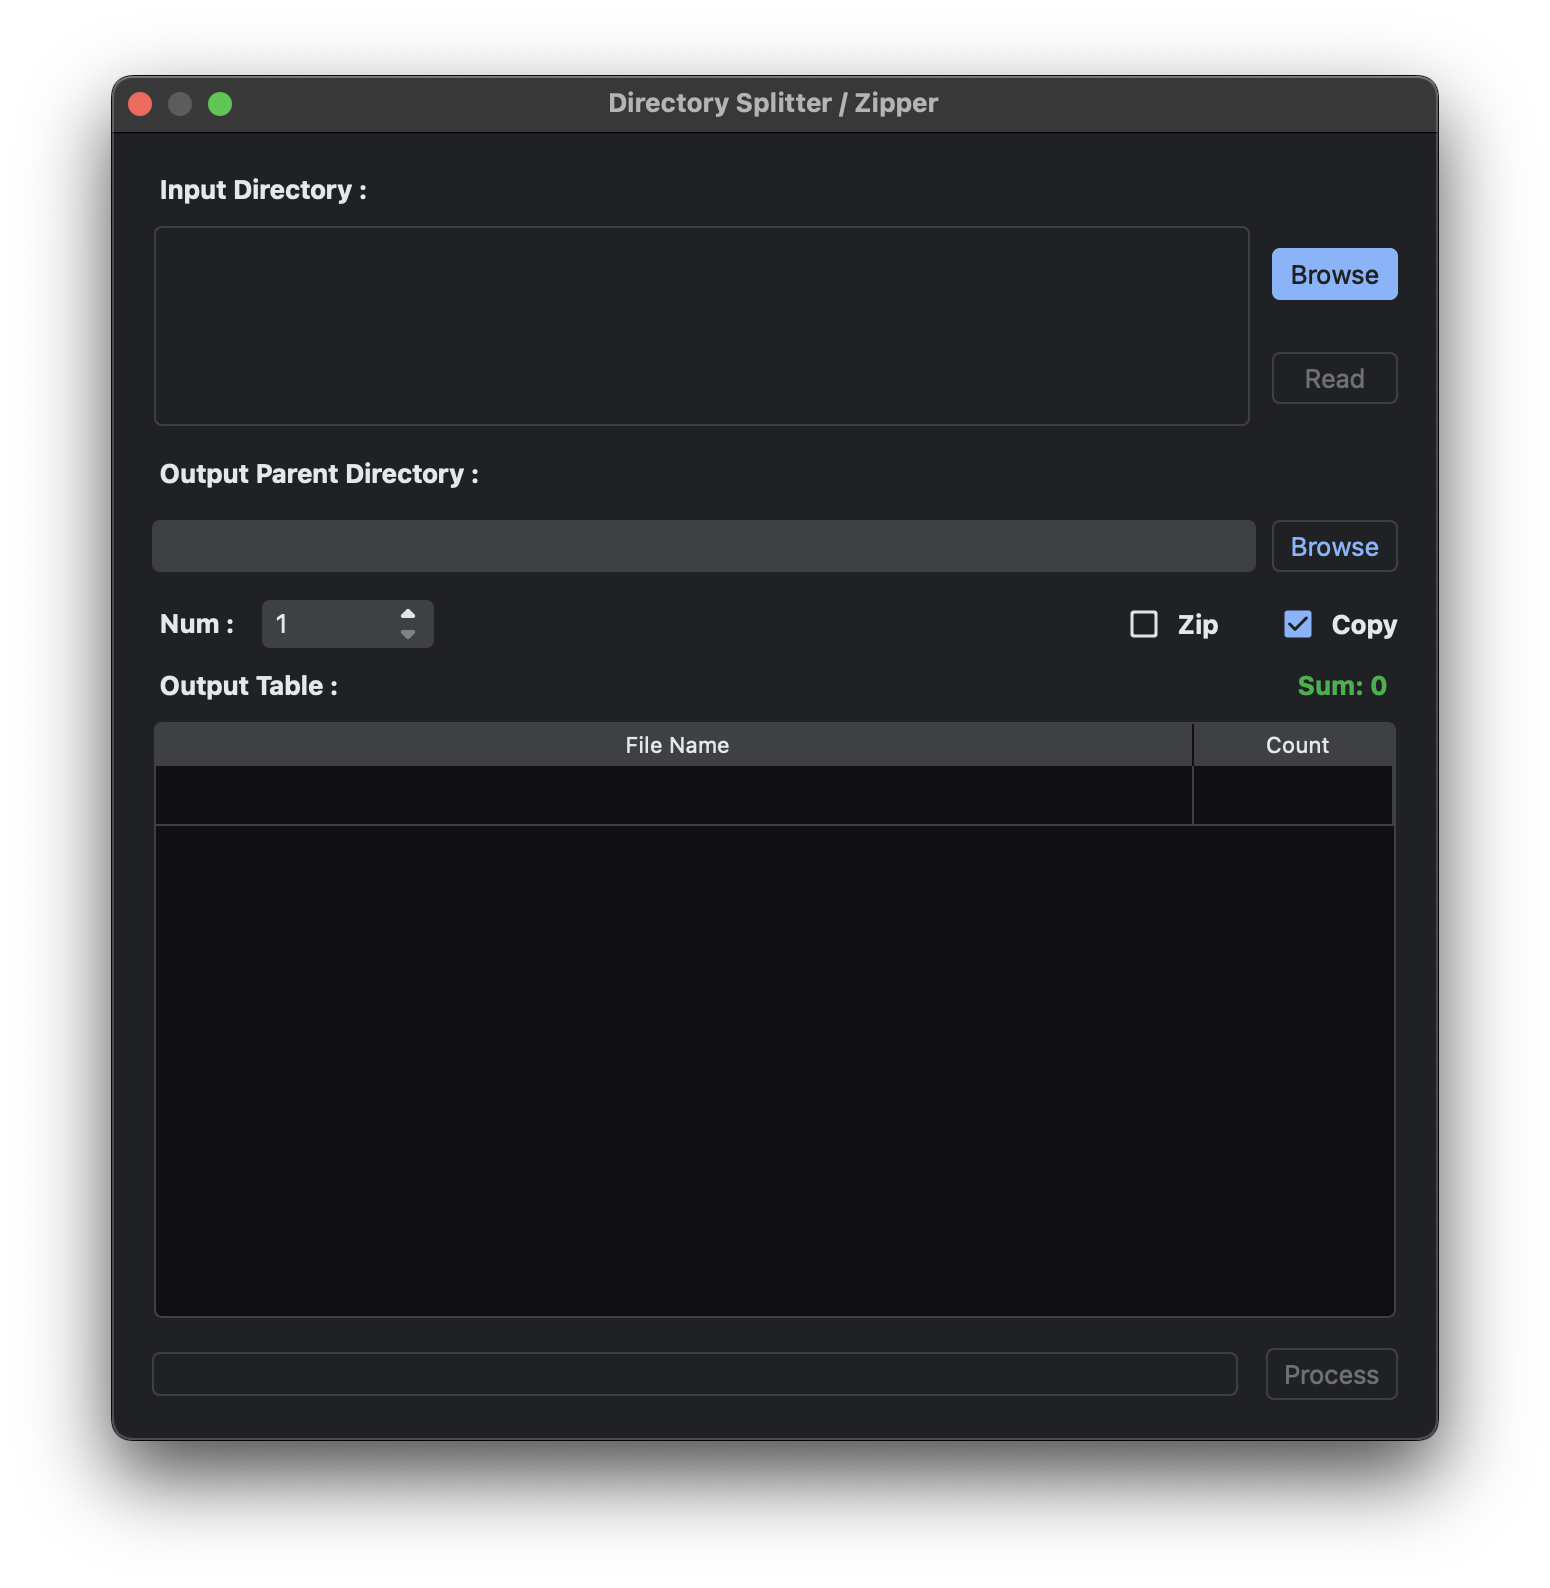 Directory Splitter / Zipper
Input Directory :
Browse
Read
Output Parent Directory :
Browse
Num : 1 Zip Copy
Output Table : Sum: 0
File Name Count
Process